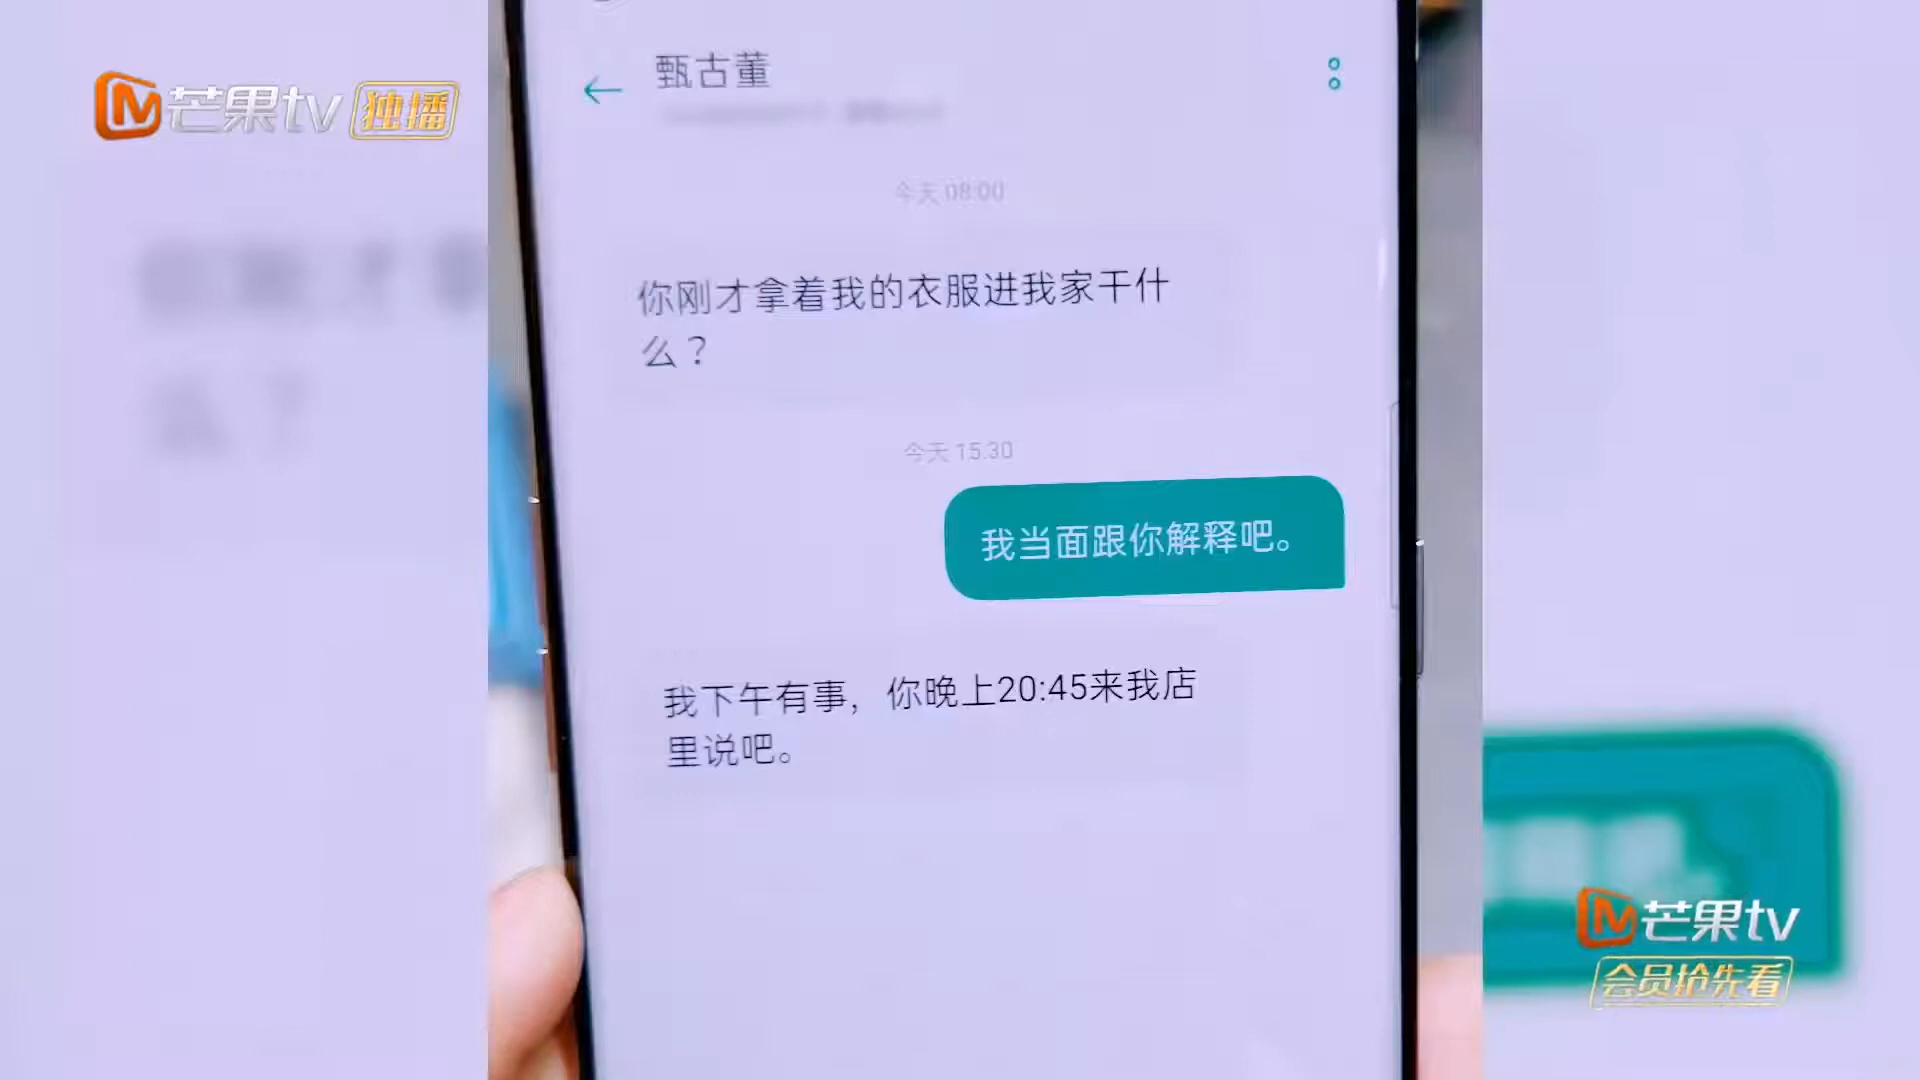 芒果tv 独播
甄古董
今天 08:00
你刚才拿着我的衣服进我家干什
么？
今天 15:30
我当面跟你解释吧。
我下午有事，你晚上20:45来我店
里说吧。
芒果tv
会员抢先看